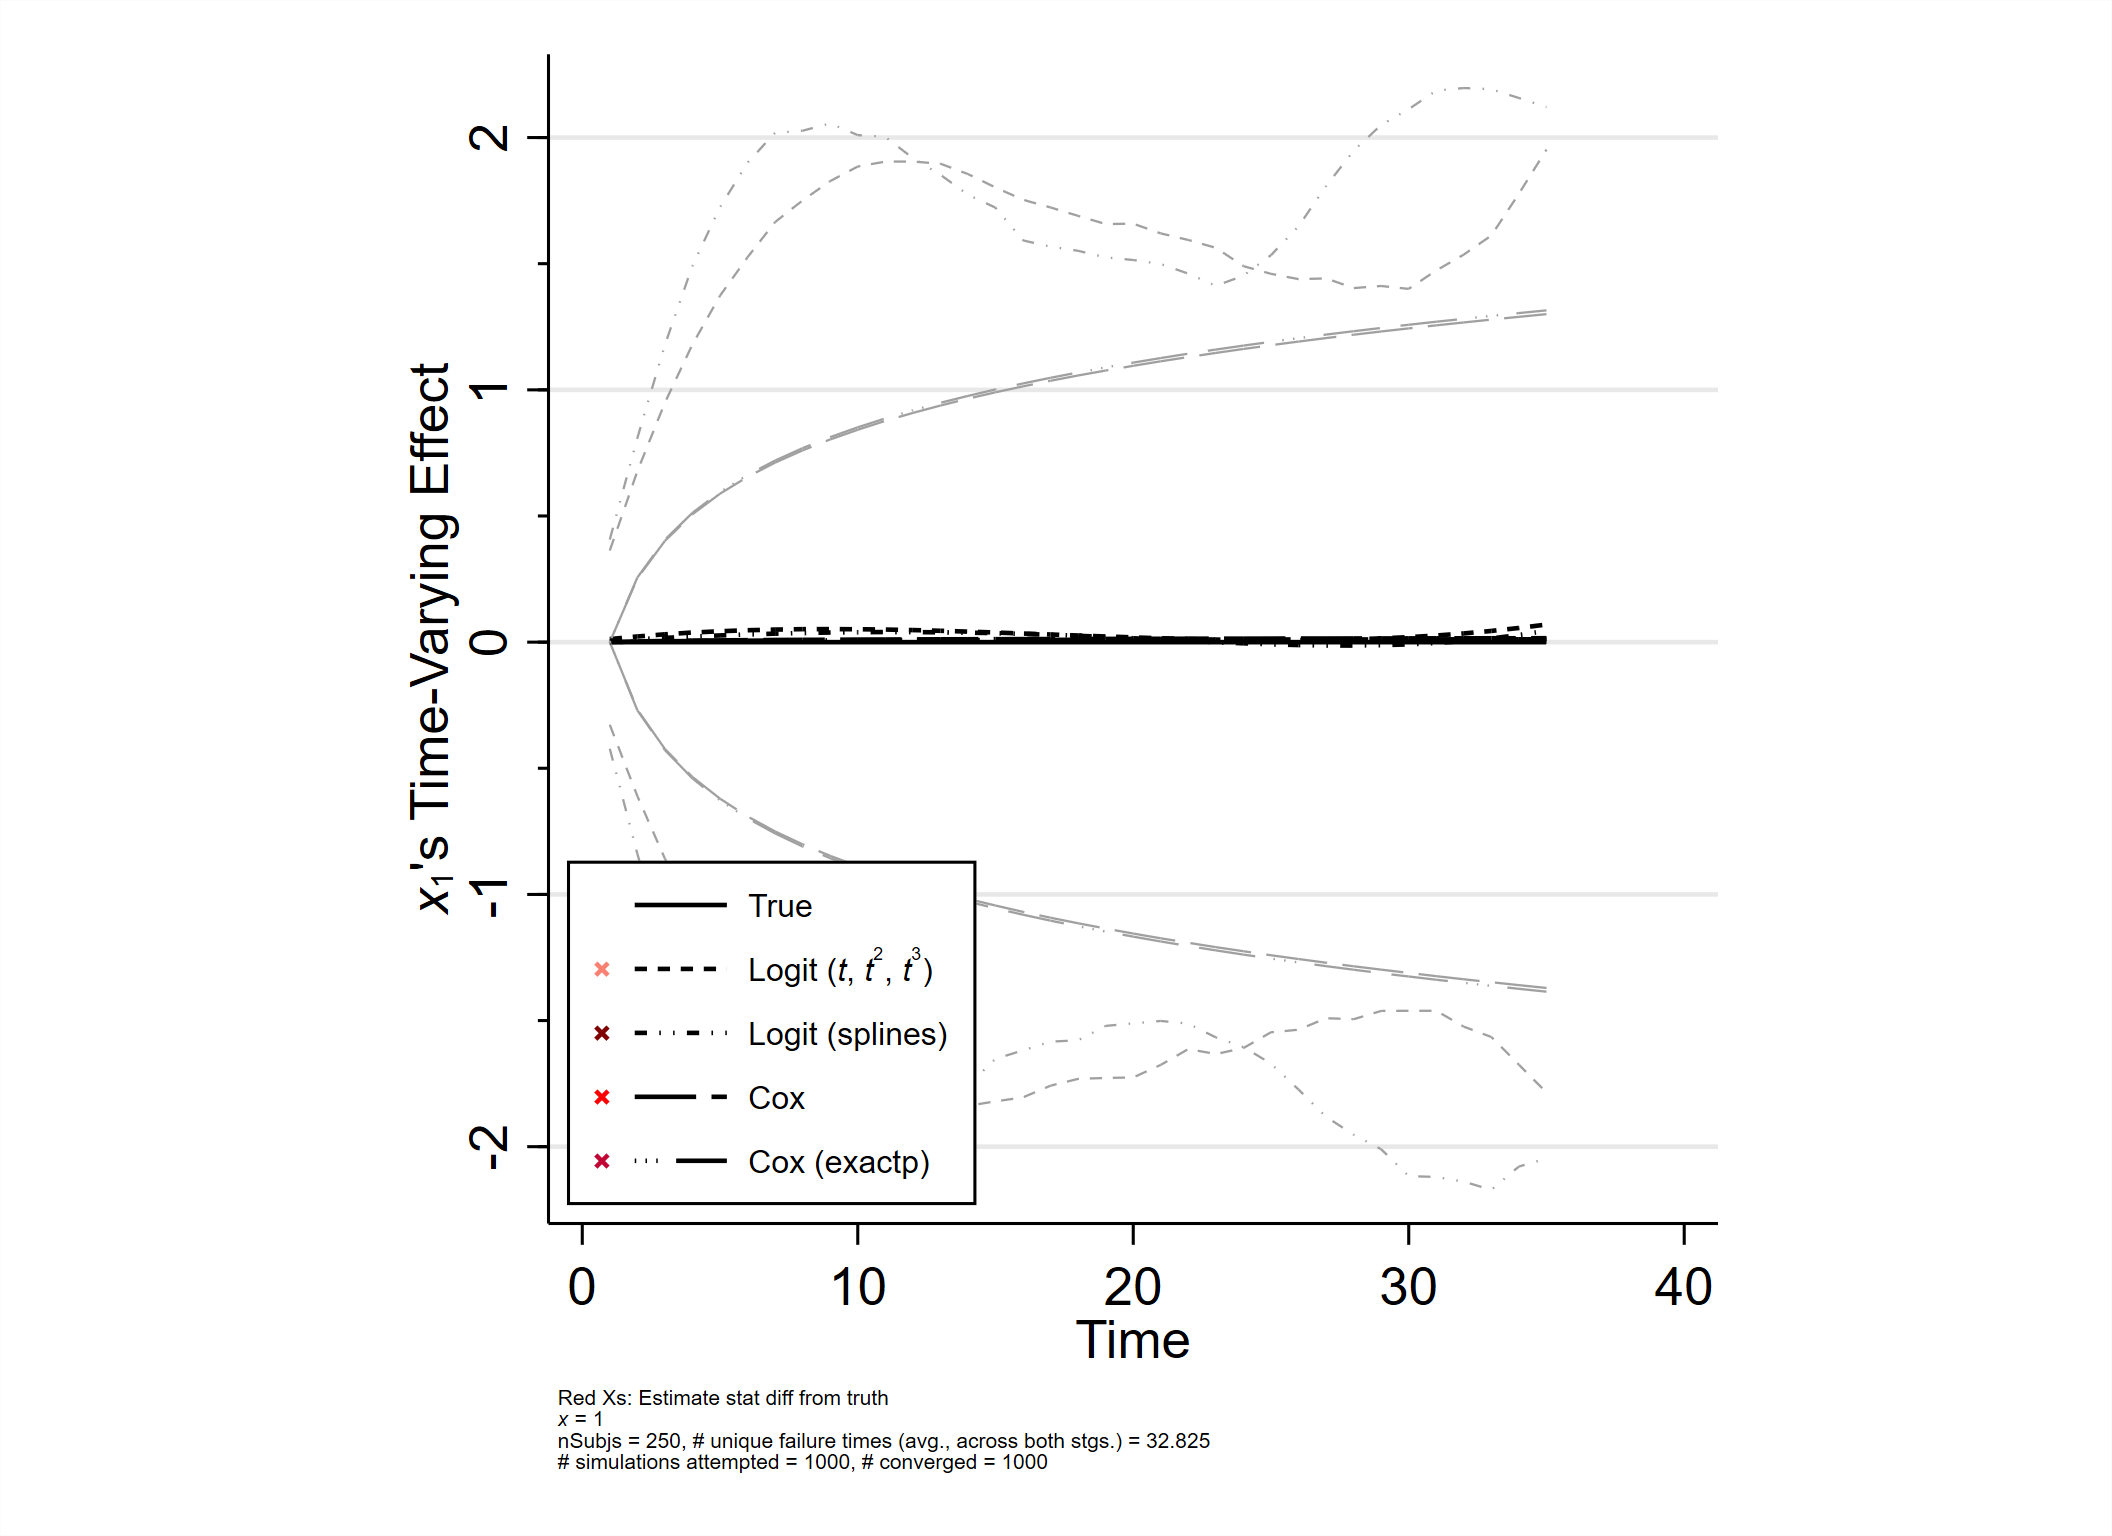 2
1
0
-1
-2
x₁'s Time-Varying Effect
True
Logit (t, t², t³)
Logit (splines)
Cox
Cox (exactp)
0 10 20 30 40
Time
Red Xs: Estimate stat diff from truth
x = 1
nSubjs = 250, # unique failure times (avg., across both stgs.) = 32.825
# simulations attempted = 1000, # converged = 1000